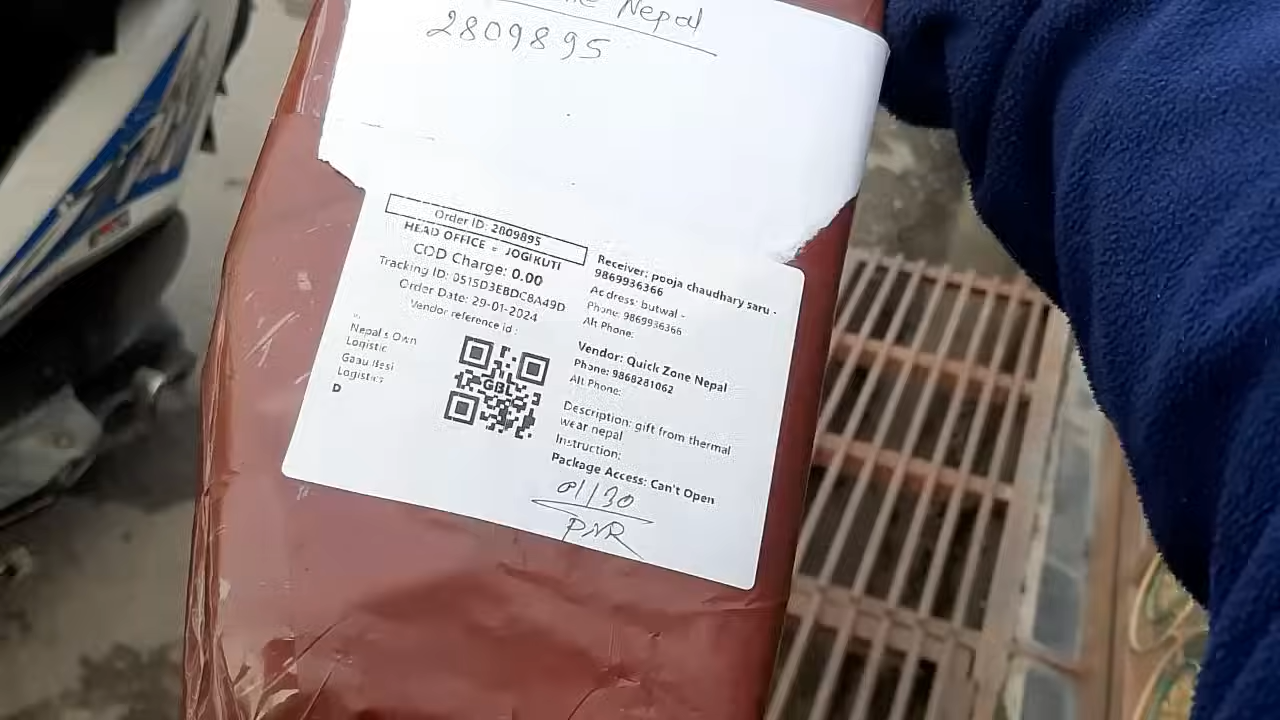 Nepal
2809895
Order ID: 2809895
HEAD OFFICE - JOGIKUTI
COD Charge: 0.00
Tracking ID: 0515D3EBDC8A49D
Order Date: 29-01-2024
Vendor reference id :
Nepal's Own
Logistic
Gaau Besi
Logistics
D
GBL
Receiver: pooja chaudhary saru -
9869936366
Address: butwal -
Phone: 9869936366
Alt Phone:
Vendor: Quick Zone Nepal
Phone: 9869281062
Alt Phone:
Description: gift from thermal
wear nepal
Instruction:
Package Access: Can't Open
01/30
PNR